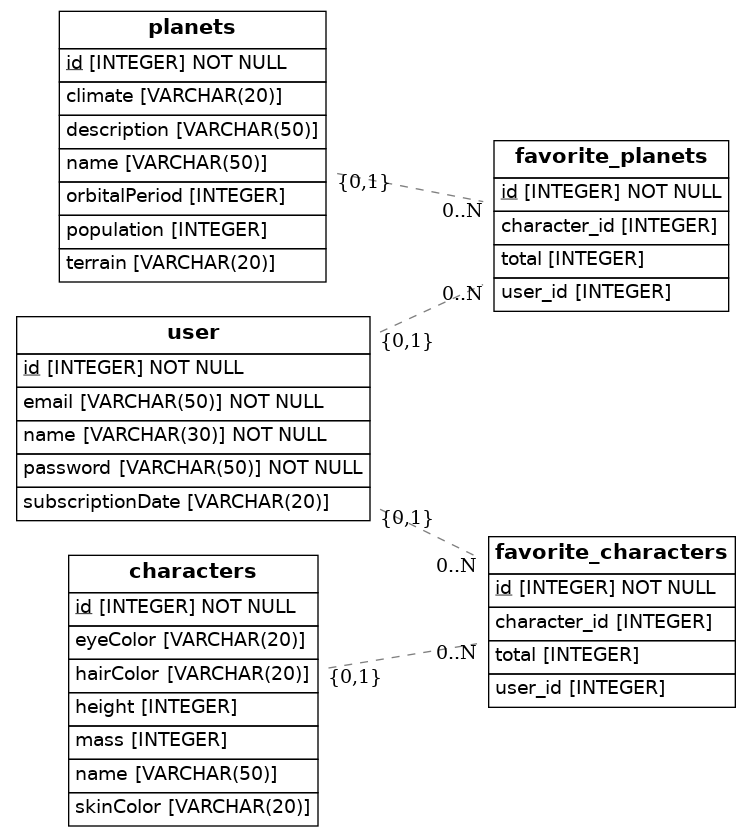 planets
id [INTEGER] NOT NULL
climate [VARCHAR(20)]
description [VARCHAR(50)]
name [VARCHAR(50)]
orbitalPeriod [INTEGER]
population [INTEGER]
terrain [VARCHAR(20)]
{0,1}
0..N
favorite_planets
id [INTEGER] NOT NULL
character_id [INTEGER]
total [INTEGER]
user_id [INTEGER]
0..N
{0,1}
user
id [INTEGER] NOT NULL
email [VARCHAR(50)] NOT NULL
name [VARCHAR(30)] NOT NULL
password [VARCHAR(50)] NOT NULL
subscriptionDate [VARCHAR(20)]
{0,1}
0..N
favorite_characters
id [INTEGER] NOT NULL
character_id [INTEGER]
total [INTEGER]
user_id [INTEGER]
0..N
{0,1}
characters
id [INTEGER] NOT NULL
eyeColor [VARCHAR(20)]
hairColor [VARCHAR(20)]
height [INTEGER]
mass [INTEGER]
name [VARCHAR(50)]
skinColor [VARCHAR(20)]